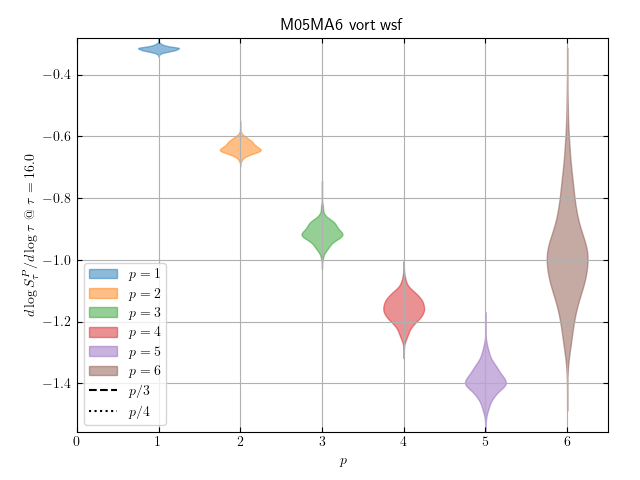 M05MA6 vort wsf
d log S_τ^P / d log τ @ τ = 16.0
−0.4
−0.6
−0.8
−1.0
−1.2
−1.4
p = 1
p = 2
p = 3
p = 4
p = 5
p = 6
p/3
p/4
0 1 2 3 4 5 6
p